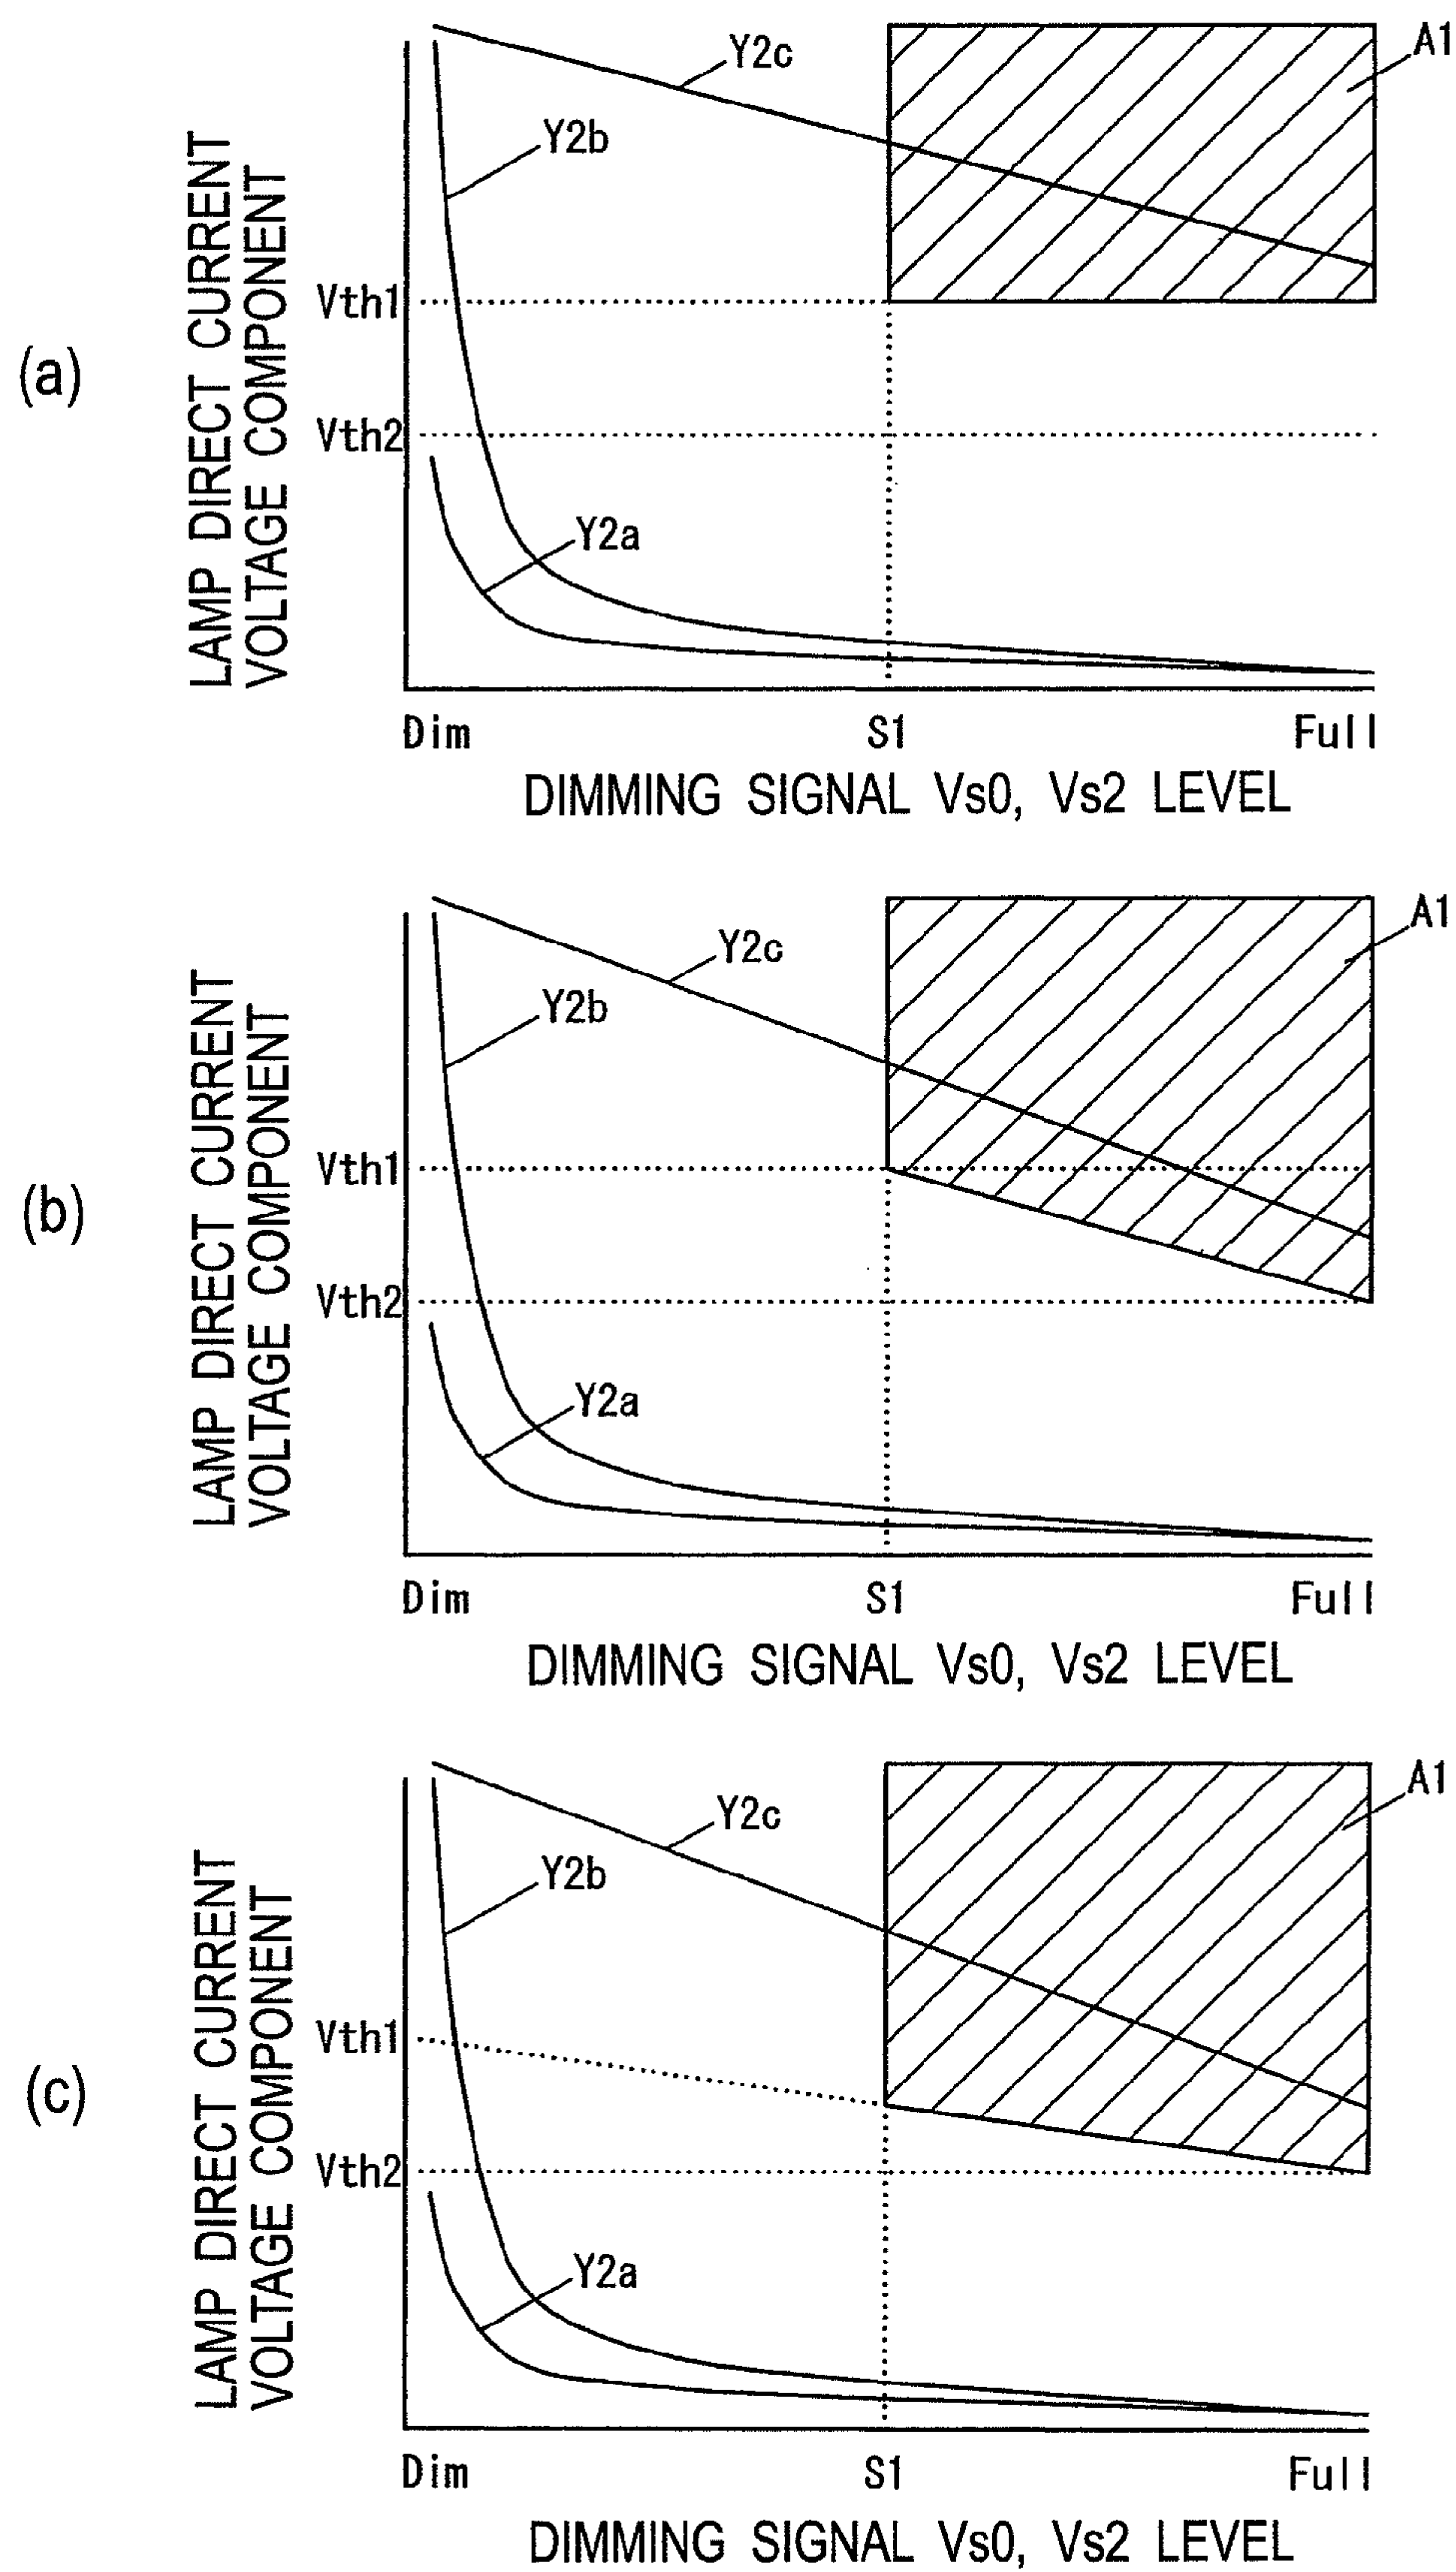 (a)
LAMP DIRECT CURRENT
VOLTAGE COMPONENT
Y2c
A1
Y2b
Vth1
Vth2
Y2a
Dim
S1
Full
DIMMING SIGNAL Vs0, Vs2 LEVEL
(b)
LAMP DIRECT CURRENT
VOLTAGE COMPONENT
A1
Y2c
Y2b
Vth1
Vth2
Y2a
Dim
S1
Full
DIMMING SIGNAL Vs0, Vs2 LEVEL
(c)
LAMP DIRECT CURRENT
VOLTAGE COMPONENT
A1
Y2c
Y2b
Vth1
Vth2
Y2a
Dim
S1
Full
DIMMING SIGNAL Vs0, Vs2 LEVEL